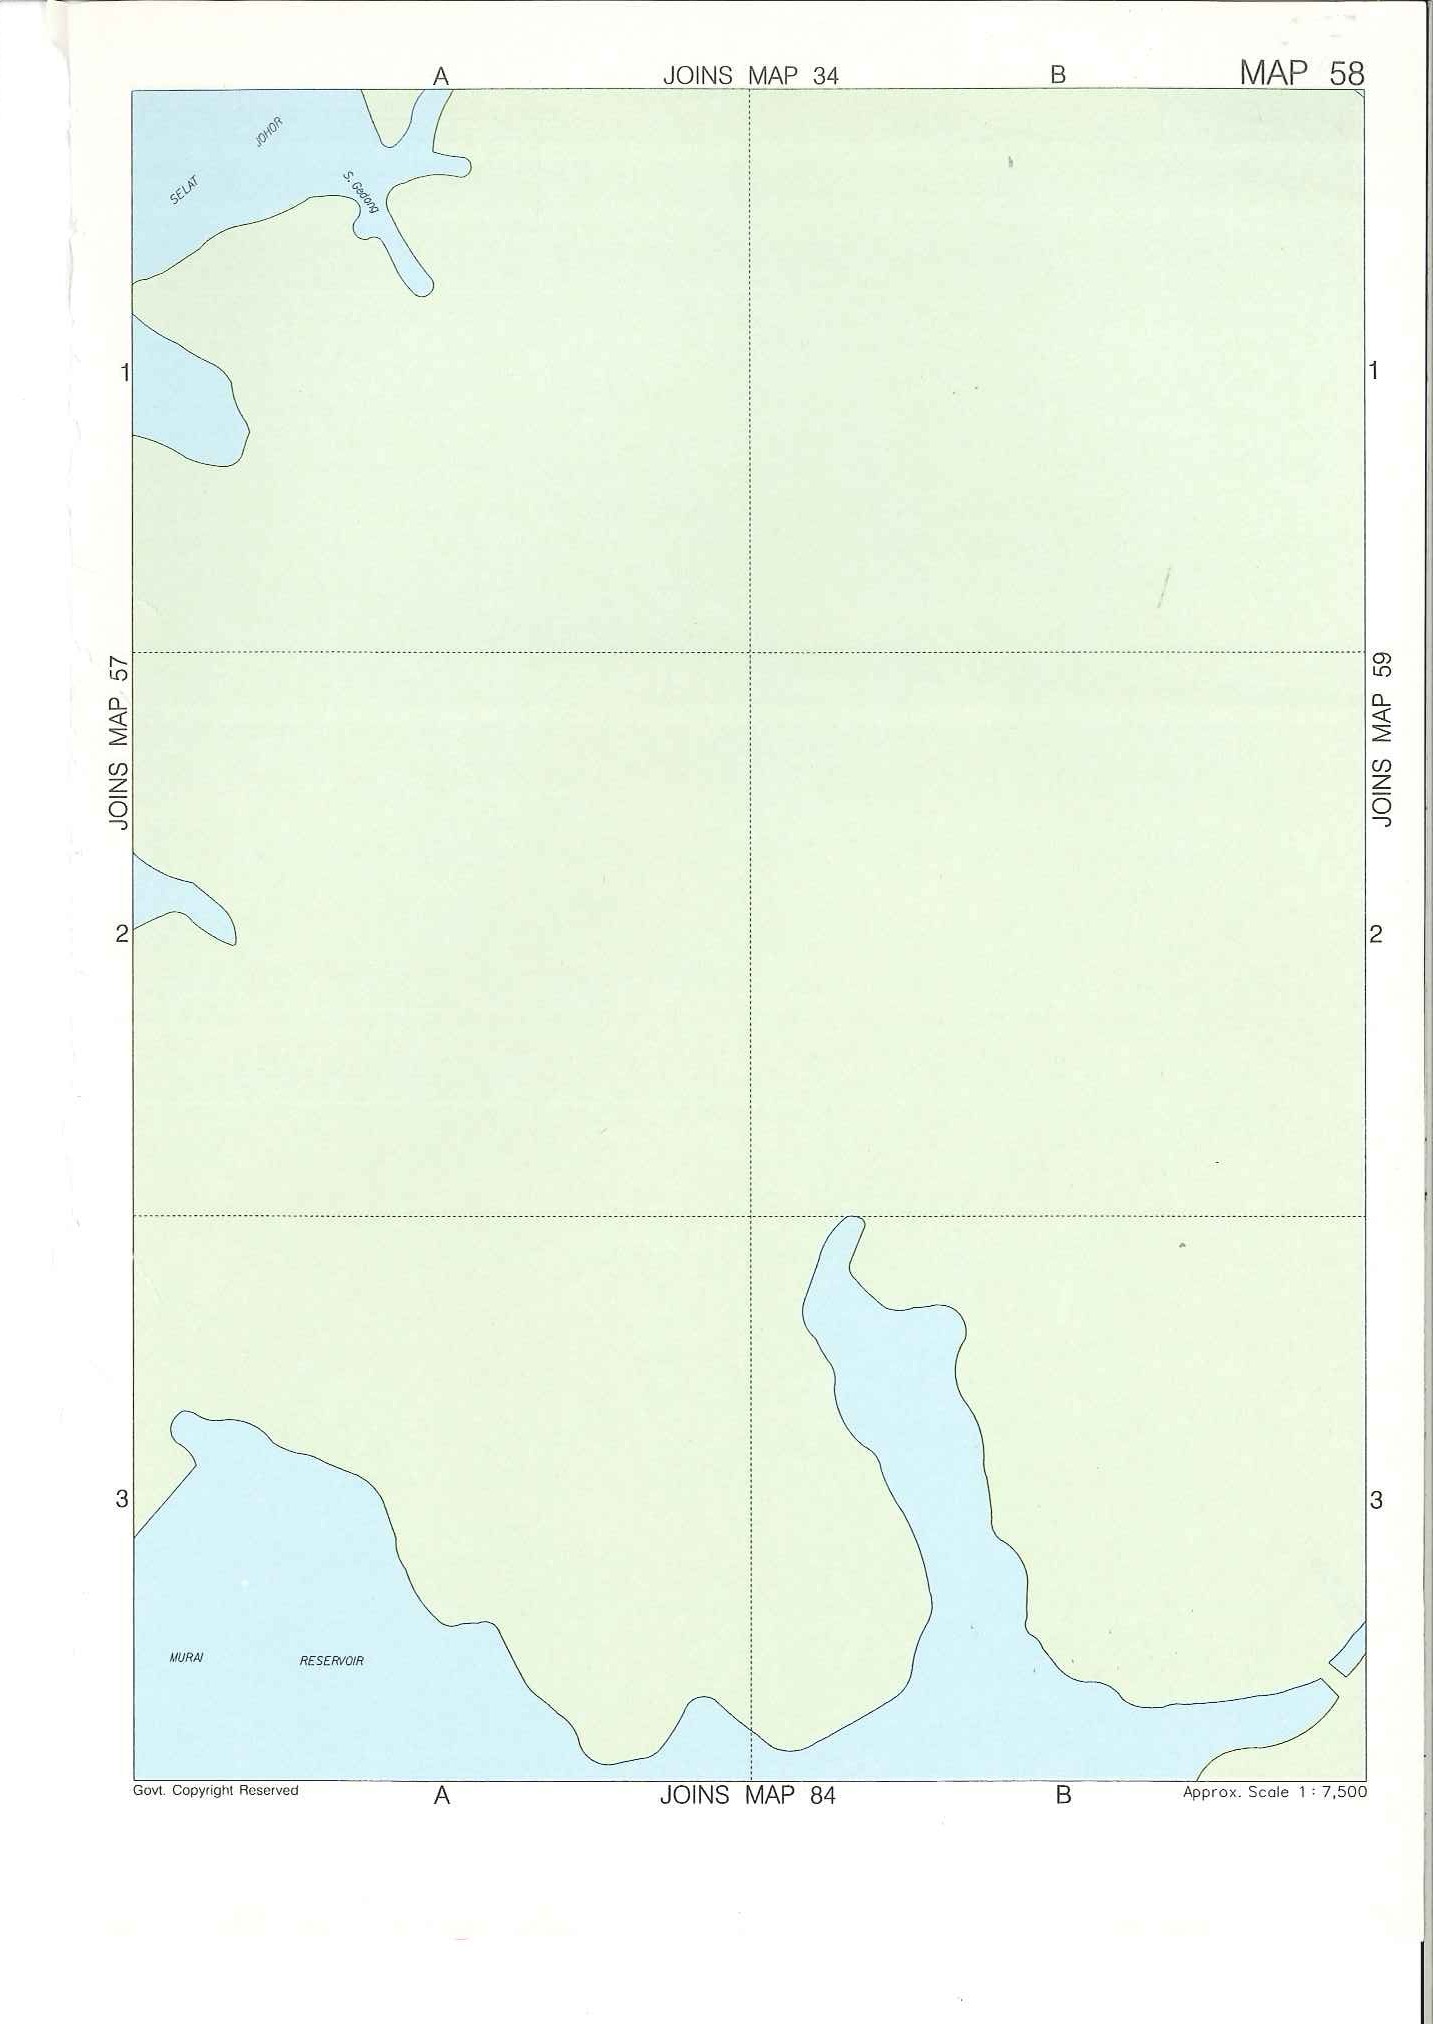 A JOINS MAP 34 B MAP 58
SELAT JOHOR
S. Gedong
1 1
JOINS MAP 57
JOINS MAP 59
2 2
3 3
MURAI RESERVOIR
Govt. Copyright Reserved A JOINS MAP 84 B Approx. Scale 1 : 7,500